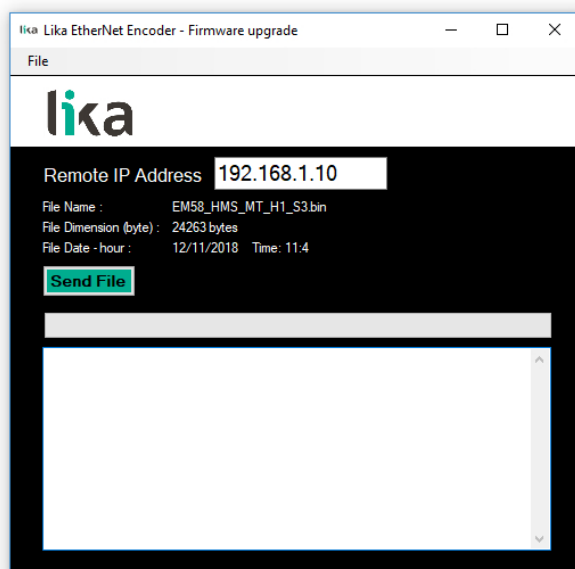 lika Lika EtherNet Encoder - Firmware upgrade
File
lika
Remote IP Address 192.168.1.10
File Name : EM58_HMS_MT_H1_S3.bin
File Dimension (byte) : 24263 bytes
File Date - hour : 12/11/2018 Time: 11:4
Send File